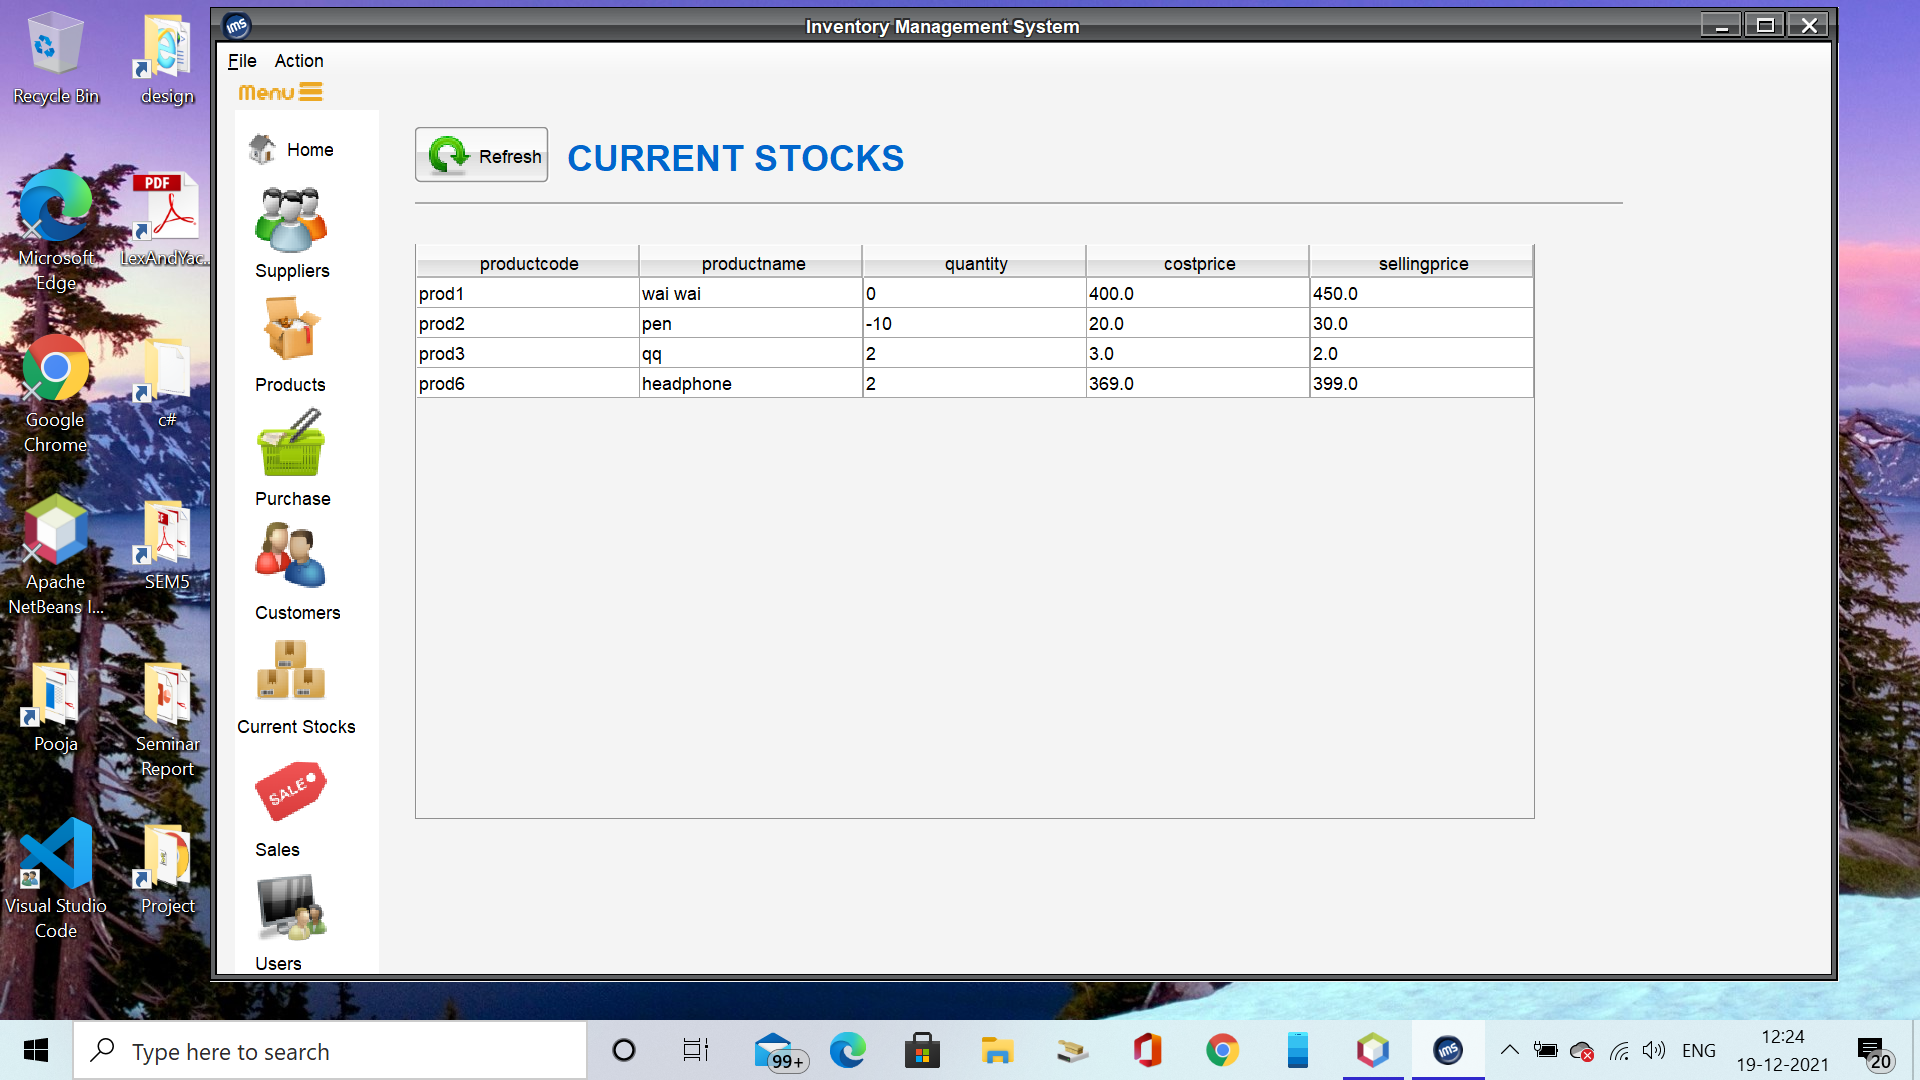 Recycle Bin
design
Microsoft Edge
LexAndYac...
Google Chrome
c#
Apache NetBeans I...
SEM5
Pooja
Seminar Report
Visual Studio Code
Project
PDF
ims
Inventory Management System
File Action
Menu
Home
Suppliers
Products
Purchase
Customers
Current Stocks
SALE
Sales
Users
Refresh
CURRENT STOCKS
productcode productname quantity costprice sellingprice
prod1 wai wai 0 400.0 450.0
prod2 pen -10 20.0 30.0
prod3 qq 2 3.0 2.0
prod6 headphone 2 369.0 399.0
Type here to search
99+
ims
ENG
12:24
19-12-2021
20